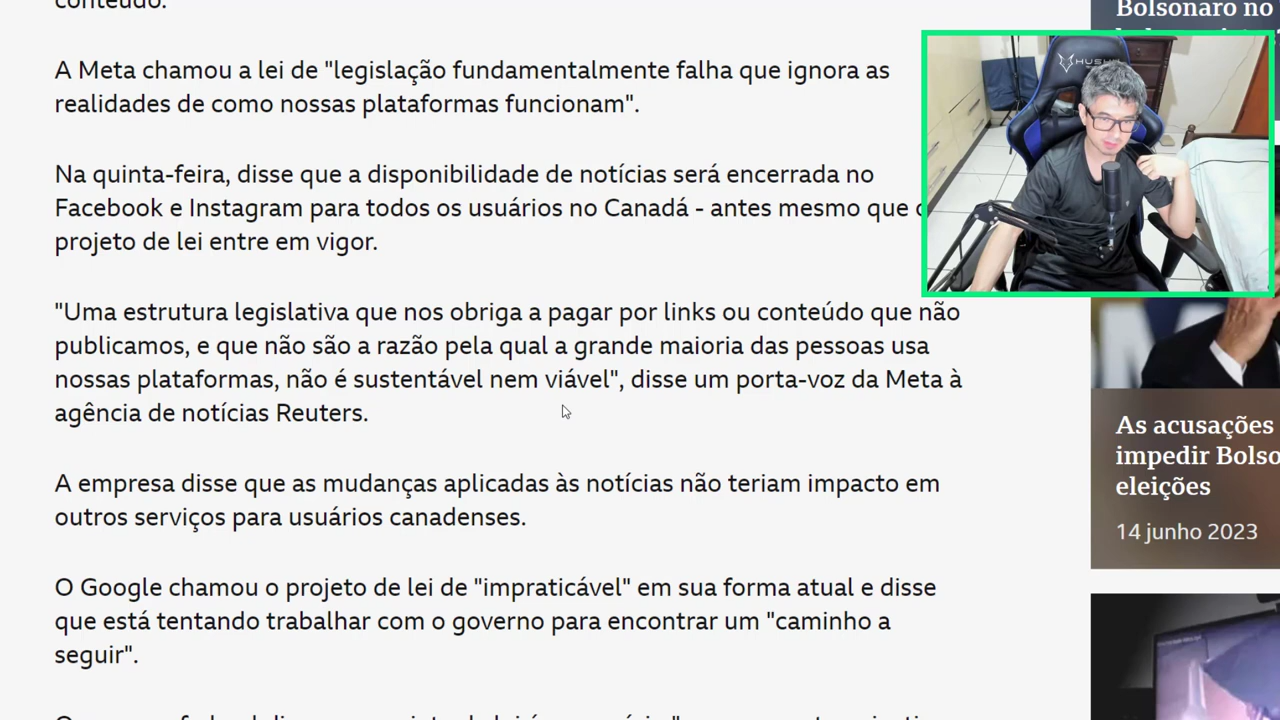 conteúdo.
A Meta chamou a lei de "legislação fundamentalmente falha que ignora as
realidades de como nossas plataformas funcionam".
Na quinta-feira, disse que a disponibilidade de notícias será encerrada no
Facebook e Instagram para todos os usuários no Canadá - antes mesmo que
projeto de lei entre em vigor.
"Uma estrutura legislativa que nos obriga a pagar por links ou conteúdo que não
publicamos, e que não são a razão pela qual a grande maioria das pessoas usa
nossas plataformas, não é sustentável nem viável", disse um porta-voz da Meta à
agência de notícias Reuters.
A empresa disse que as mudanças aplicadas às notícias não teriam impacto em
outros serviços para usuários canadenses.
O Google chamou o projeto de lei de "impraticável" em sua forma atual e disse
que está tentando trabalhar com o governo para encontrar um "caminho a
seguir".
Bolsonaro no
As acusações
impedir Bolso
eleições
14 junho 2023